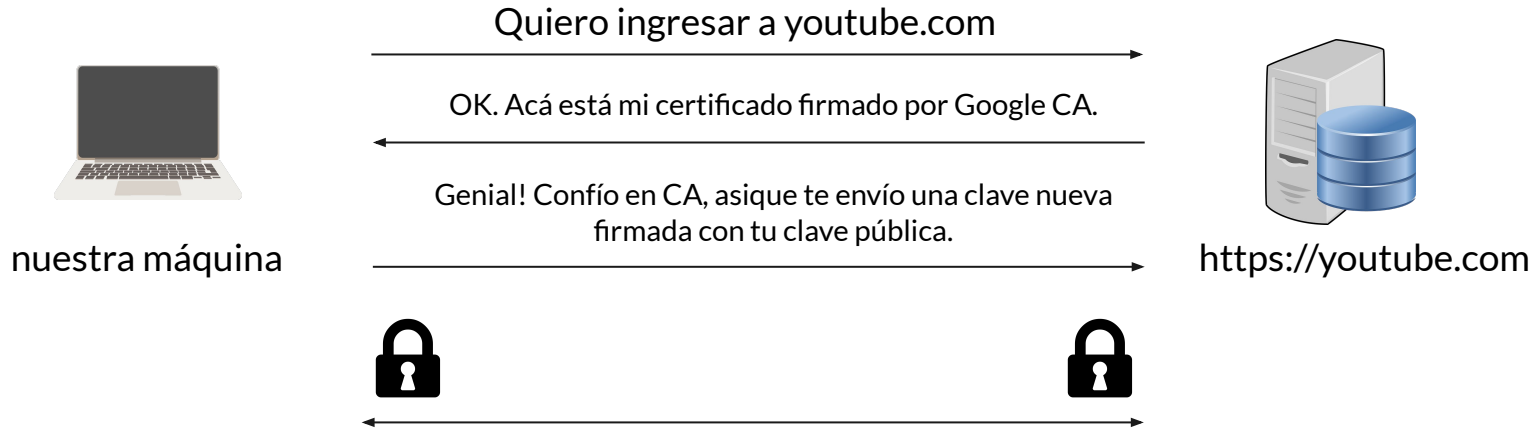 Quiero ingresar a youtube.com
OK. Acá está mi certificado firmado por Google CA.
Genial! Confío en CA, asique te envío una clave nueva
firmada con tu clave pública.
nuestra máquina
https://youtube.com